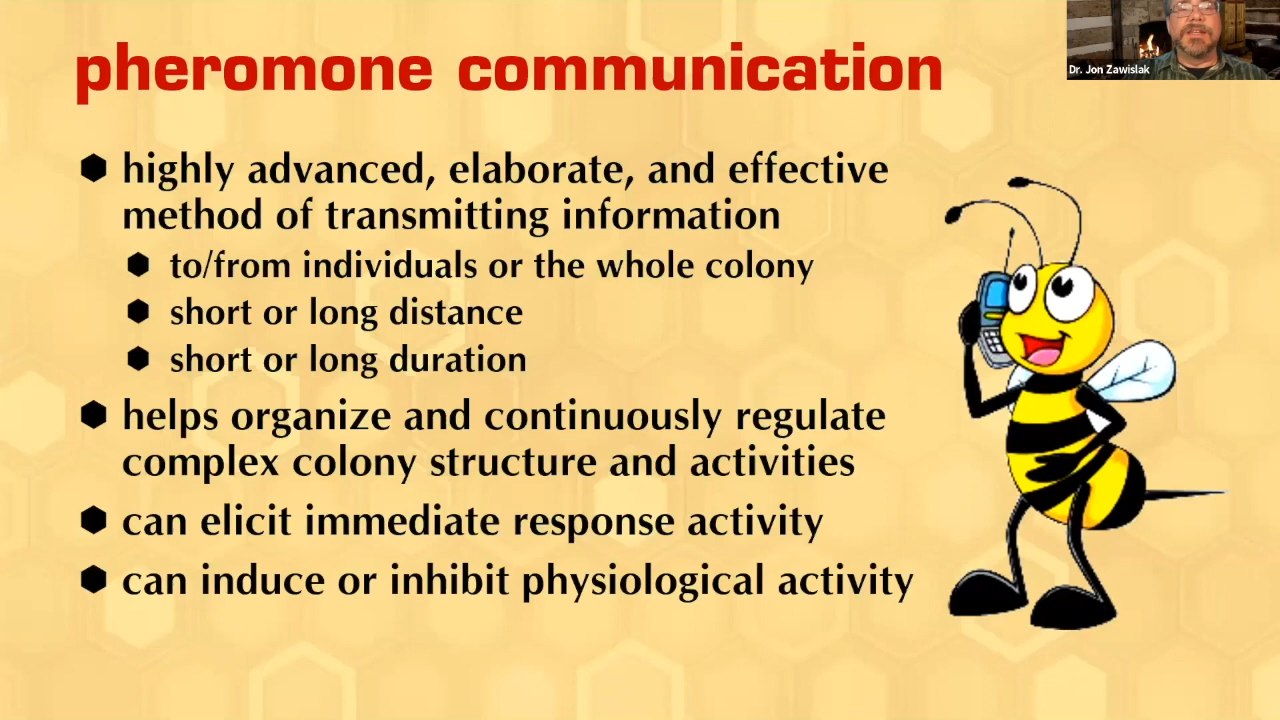 pheromone communication
Dr. Jon Zawislak
highly advanced, elaborate, and effective
method of transmitting information
to/from individuals or the whole colony
short or long distance
short or long duration
helps organize and continuously regulate
complex colony structure and activities
can elicit immediate response activity
can induce or inhibit physiological activity